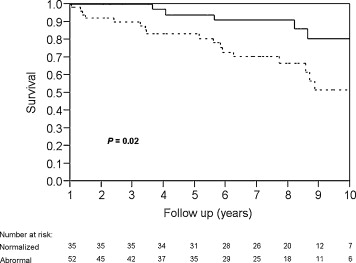 1.0
0.9
0.8
0.7
0.6
0.5
0.4
0.3
0.2
0.1
0.0
Survival
P = 0.02
1 2 3 4 5 6 7 8 9 10
Follow up (years)
Number at risk:
Normalized 35 35 35 34 31 28 26 20 12 7
Abrormal 52 45 42 37 35 29 25 18 11 6